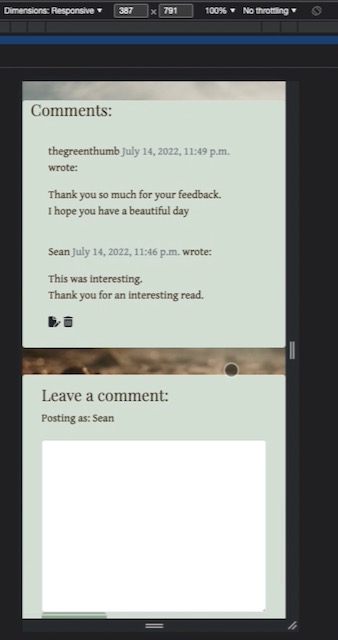 Dimensions: Responsive ▼ 387 × 791 100% ▼ No throttling ▼
Comments:
thegreenthumb July 14, 2022, 11:49 p.m.
wrote:
Thank you so much for your feedback.
I hope you have a beautiful day
Sean July 14, 2022, 11:46 p.m. wrote:
This was interesting.
Thank you for an interesting read.
Leave a comment:
Posting as: Sean